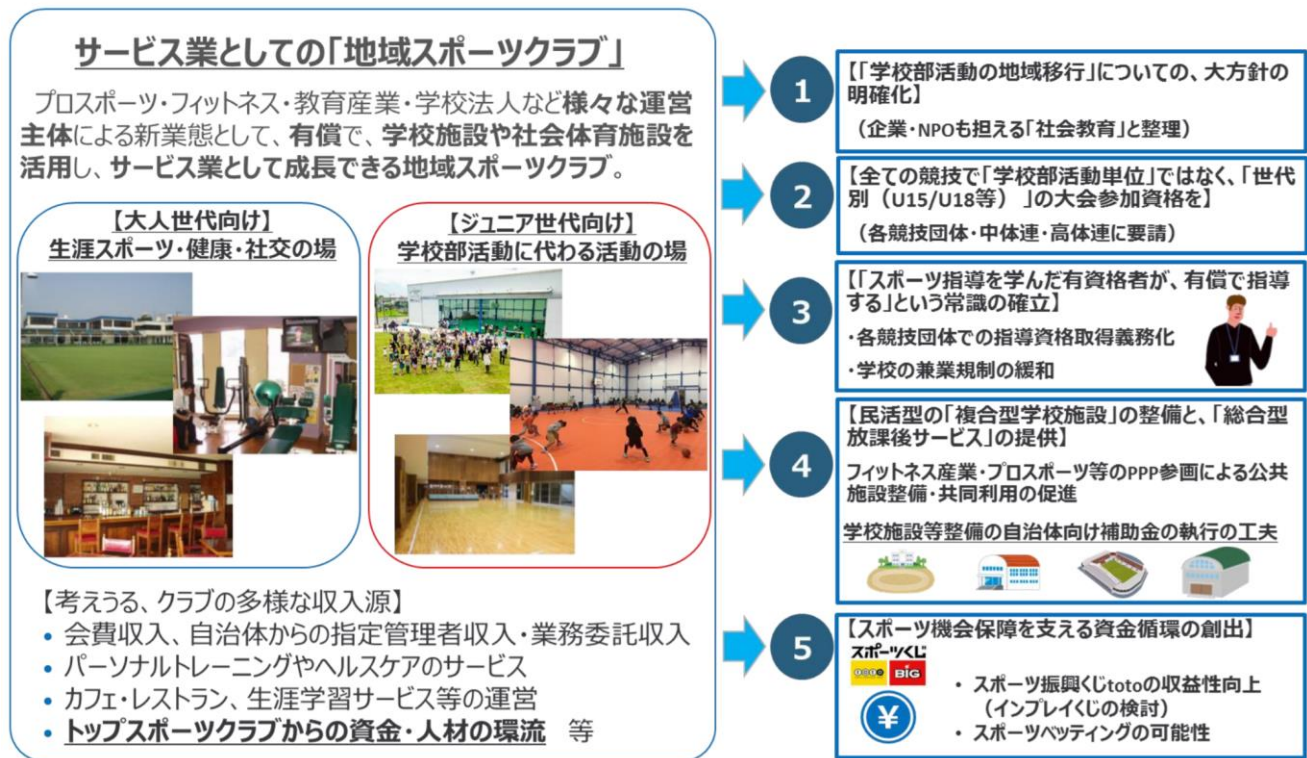 サービス業としての「地域スポーツクラブ」
プロスポーツ・フィットネス・教育産業・学校法人など様々な運営
主体による新業態として、有償で、学校施設や社会体育施設を
活用し、サービス業として成長できる地域スポーツクラブ。
【大人世代向け】
生涯スポーツ・健康・社交の場
【ジュニア世代向け】
学校部活動に代わる活動の場
【考えうる、クラブの多様な収入源】
• 会費収入、自治体からの指定管理者収入・業務委託収入
• パーソナルトレーニングやヘルスケアのサービス
• カフェ・レストラン、生涯学習サービス等の運営
• トップスポーツクラブからの資金・人材の環流 等
1
【「学校部活動の地域移行」についての、大方針の
明確化】
（企業・NPOも担える「社会教育」と整理）
2
【全ての競技で「学校部活動単位」ではなく、「世代
別（U15/U18等）」の大会参加資格を】
（各競技団体・中体連・高体連に要請）
3
【「スポーツ指導を学んだ有資格者が、有償で指導
する」という常識の確立】
・各競技団体での指導資格取得義務化
・学校の兼業規制の緩和
4
【民活型の「複合型学校施設」の整備と、「総合型
放課後サービス」の提供】
フィットネス産業・プロスポーツ等のPPP参画による公共
施設整備・共同利用の促進
学校施設等整備の自治体向け補助金の執行の工夫
5
【スポーツ機会保障を支える資金循環の創出】
スポーツくじ
toto BIG
¥
・ スポーツ振興くじtotoの収益性向上
（インプレイくじの検討）
・ スポーツベッティングの可能性